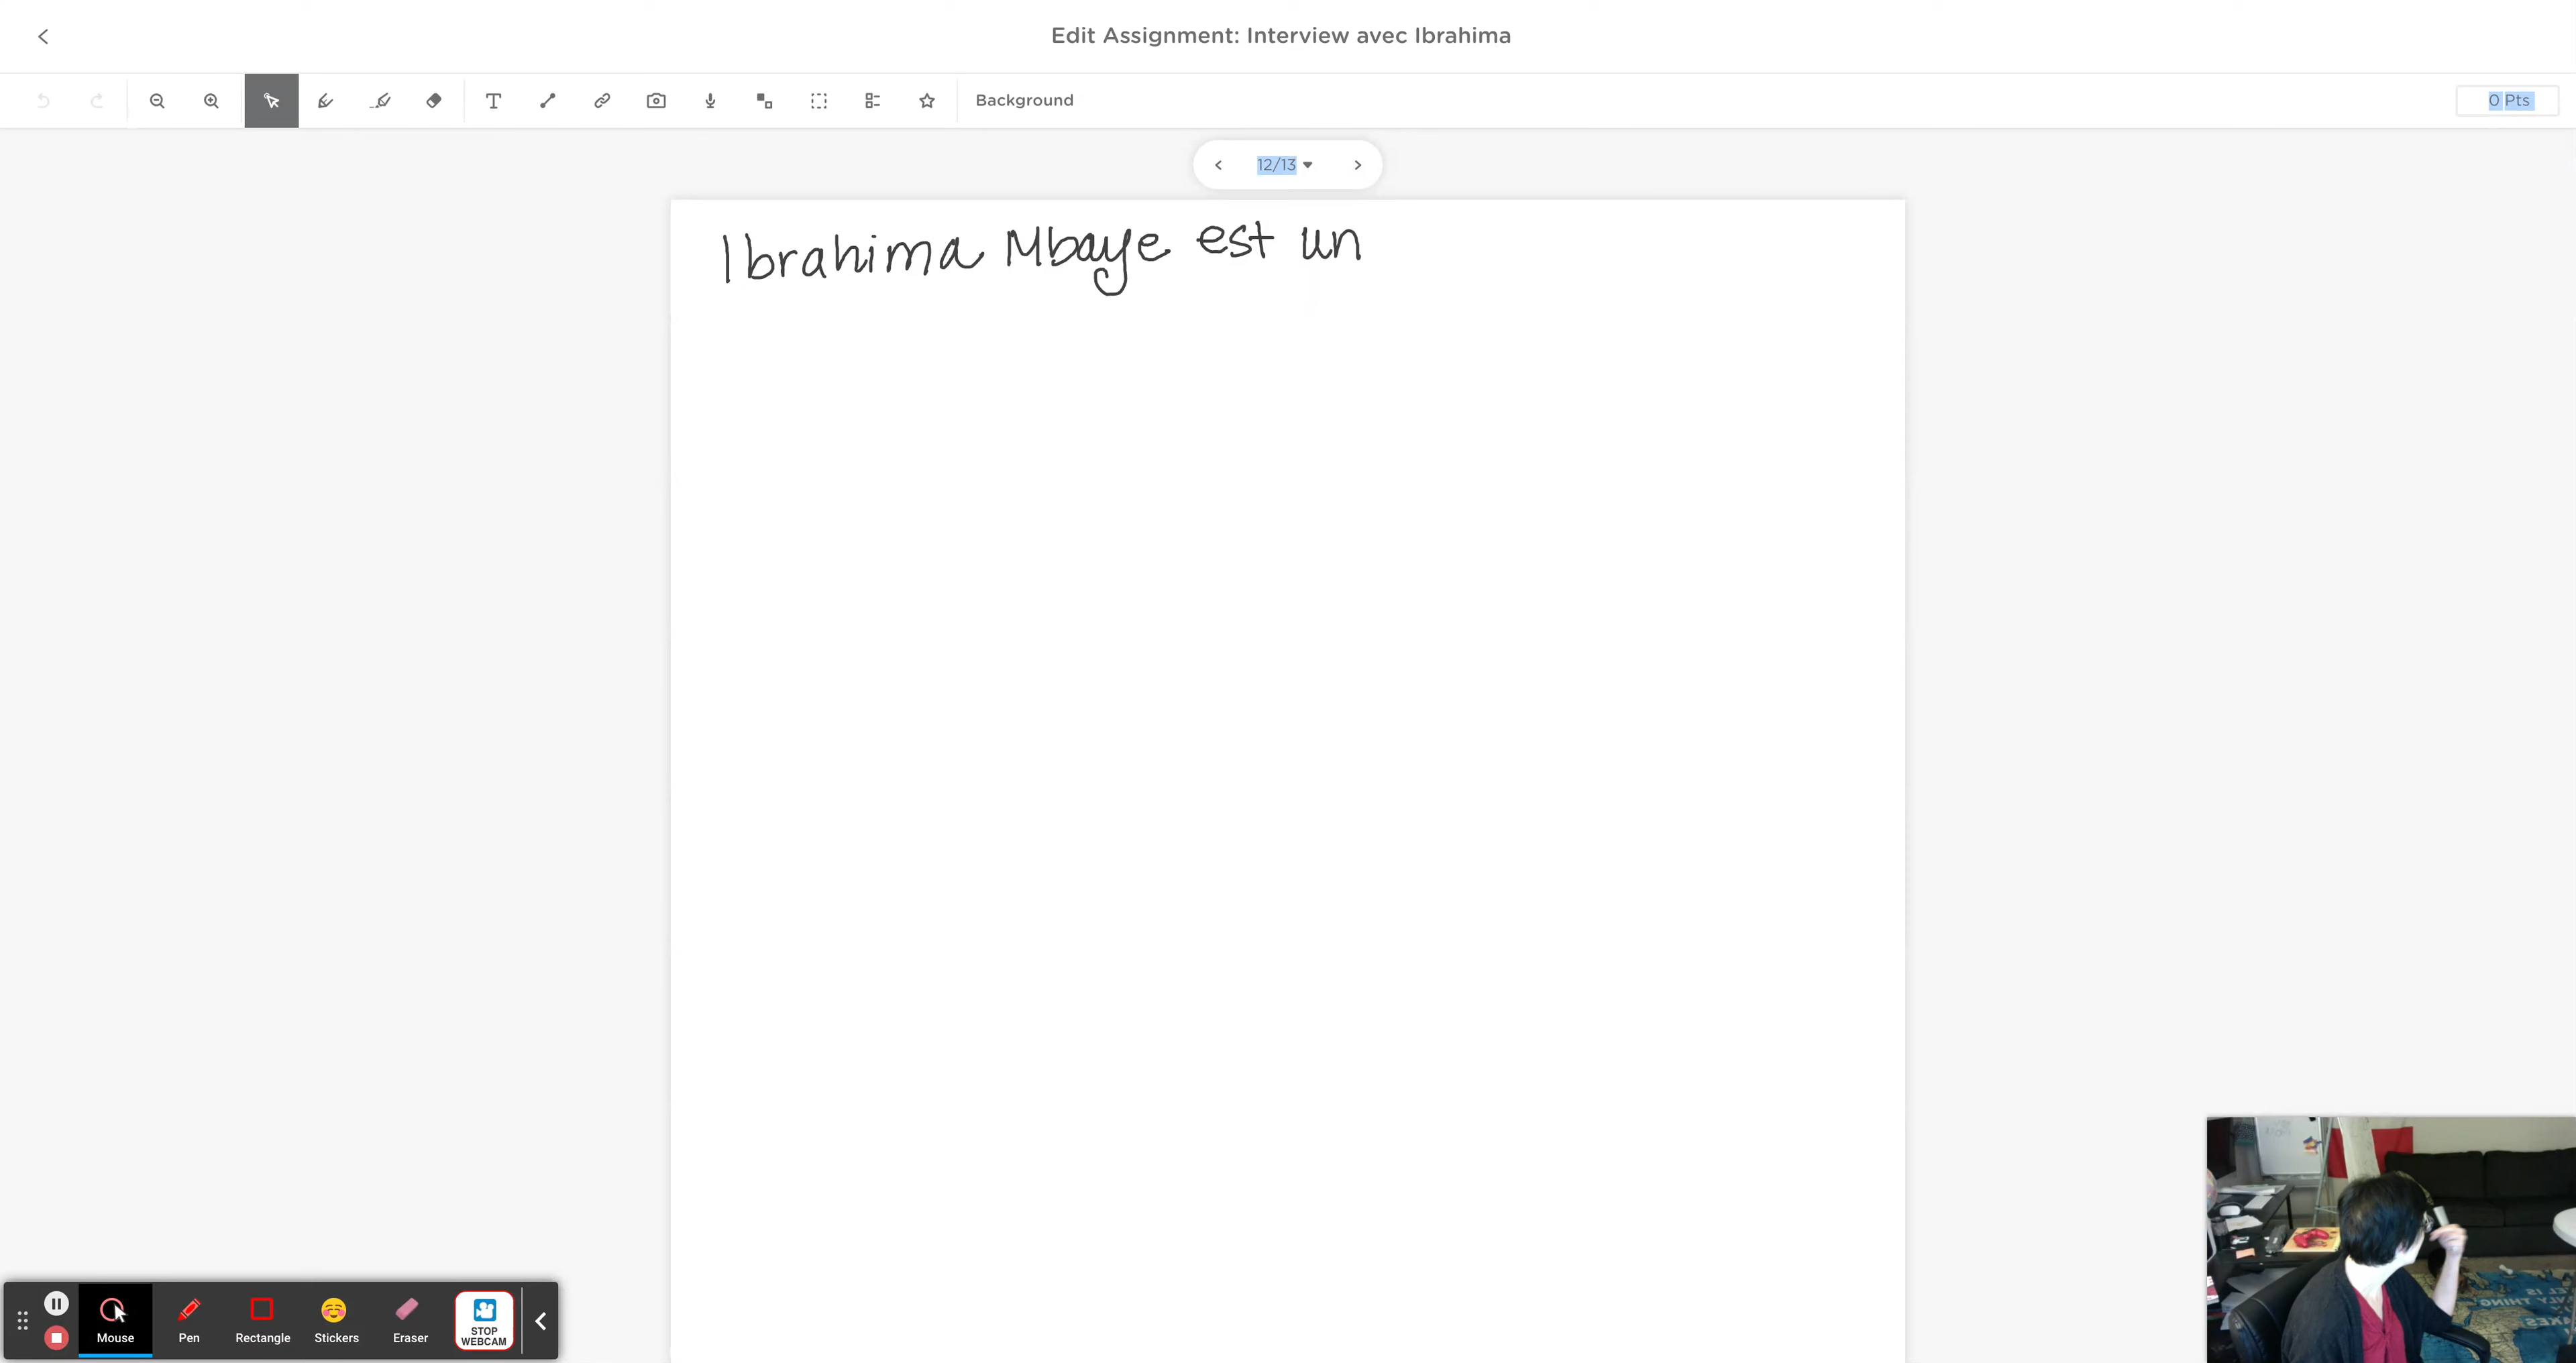 Edit Assignment: Interview avec Ibrahima
Background
0 Pts
12/13
Ibrahima Mbaye est un
Mouse
Pen
Rectangle
Stickers
Eraser
STOP
WEBCAM